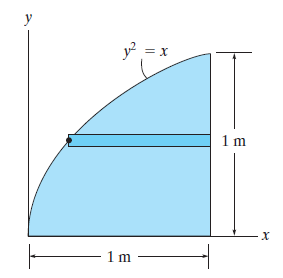 y
y² = x
1 m
x
1 m